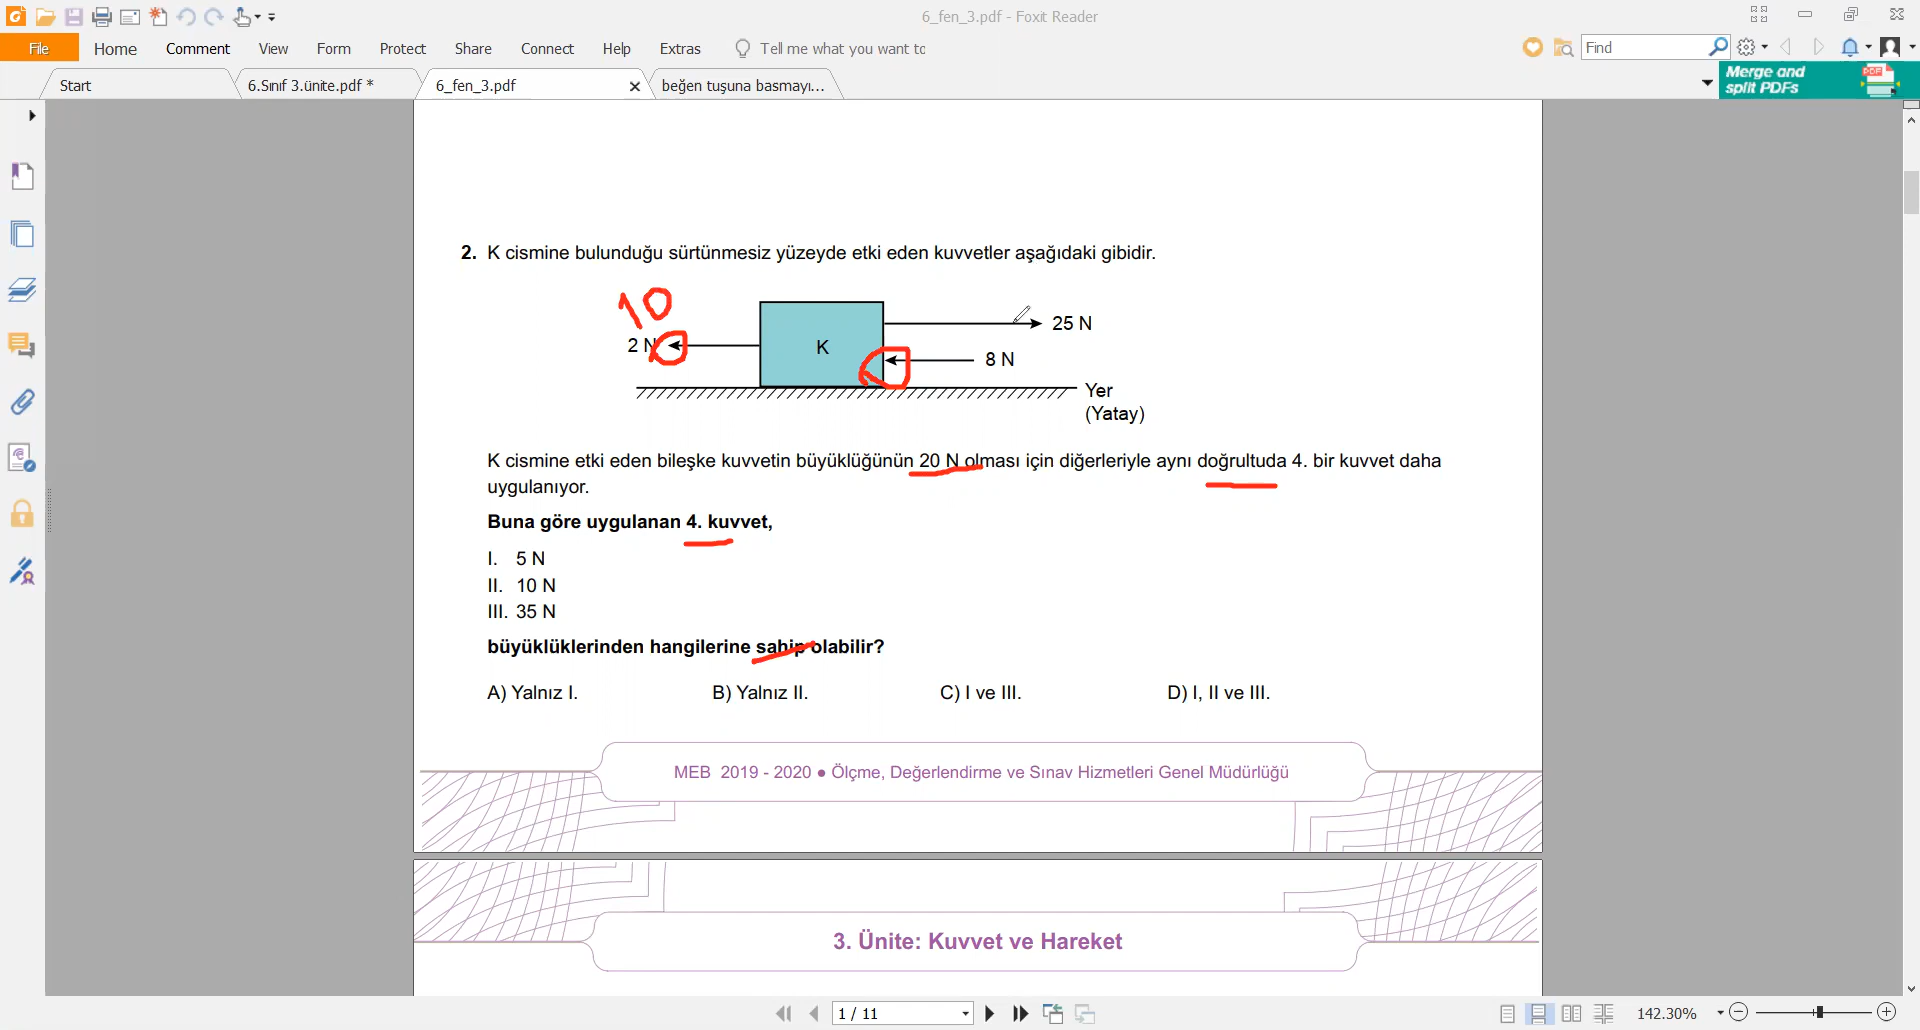 6_fen_3.pdf - Foxit Reader
File Home Comment View Form Protect Share Connect Help Extras Tell me what you want to Find
Start 6.Sınıf 3.ünite.pdf * 6_fen_3.pdf beğen tuşuna basmayı...
Merge and
split PDFs
PDF
2. K cismine bulunduğu sürtünmesiz yüzeyde etki eden kuvvetler aşağıdaki gibidir.
10
25 N
2 N
K
8 N
Yer
(Yatay)
K cismine etki eden bileşke kuvvetin büyüklüğünün 20 N olması için diğerleriyle aynı doğrultuda 4. bir kuvvet daha
uygulanıyor.
Buna göre uygulanan 4. kuvvet,
I. 5 N
II. 10 N
III. 35 N
büyüklüklerinden hangilerine sahip olabilir?
A) Yalnız I. B) Yalnız II. C) I ve III. D) I, II ve III.
MEB 2019 - 2020 ● Ölçme, Değerlendirme ve Sınav Hizmetleri Genel Müdürlüğü
3. Ünite: Kuvvet ve Hareket
1 / 11
142.30%